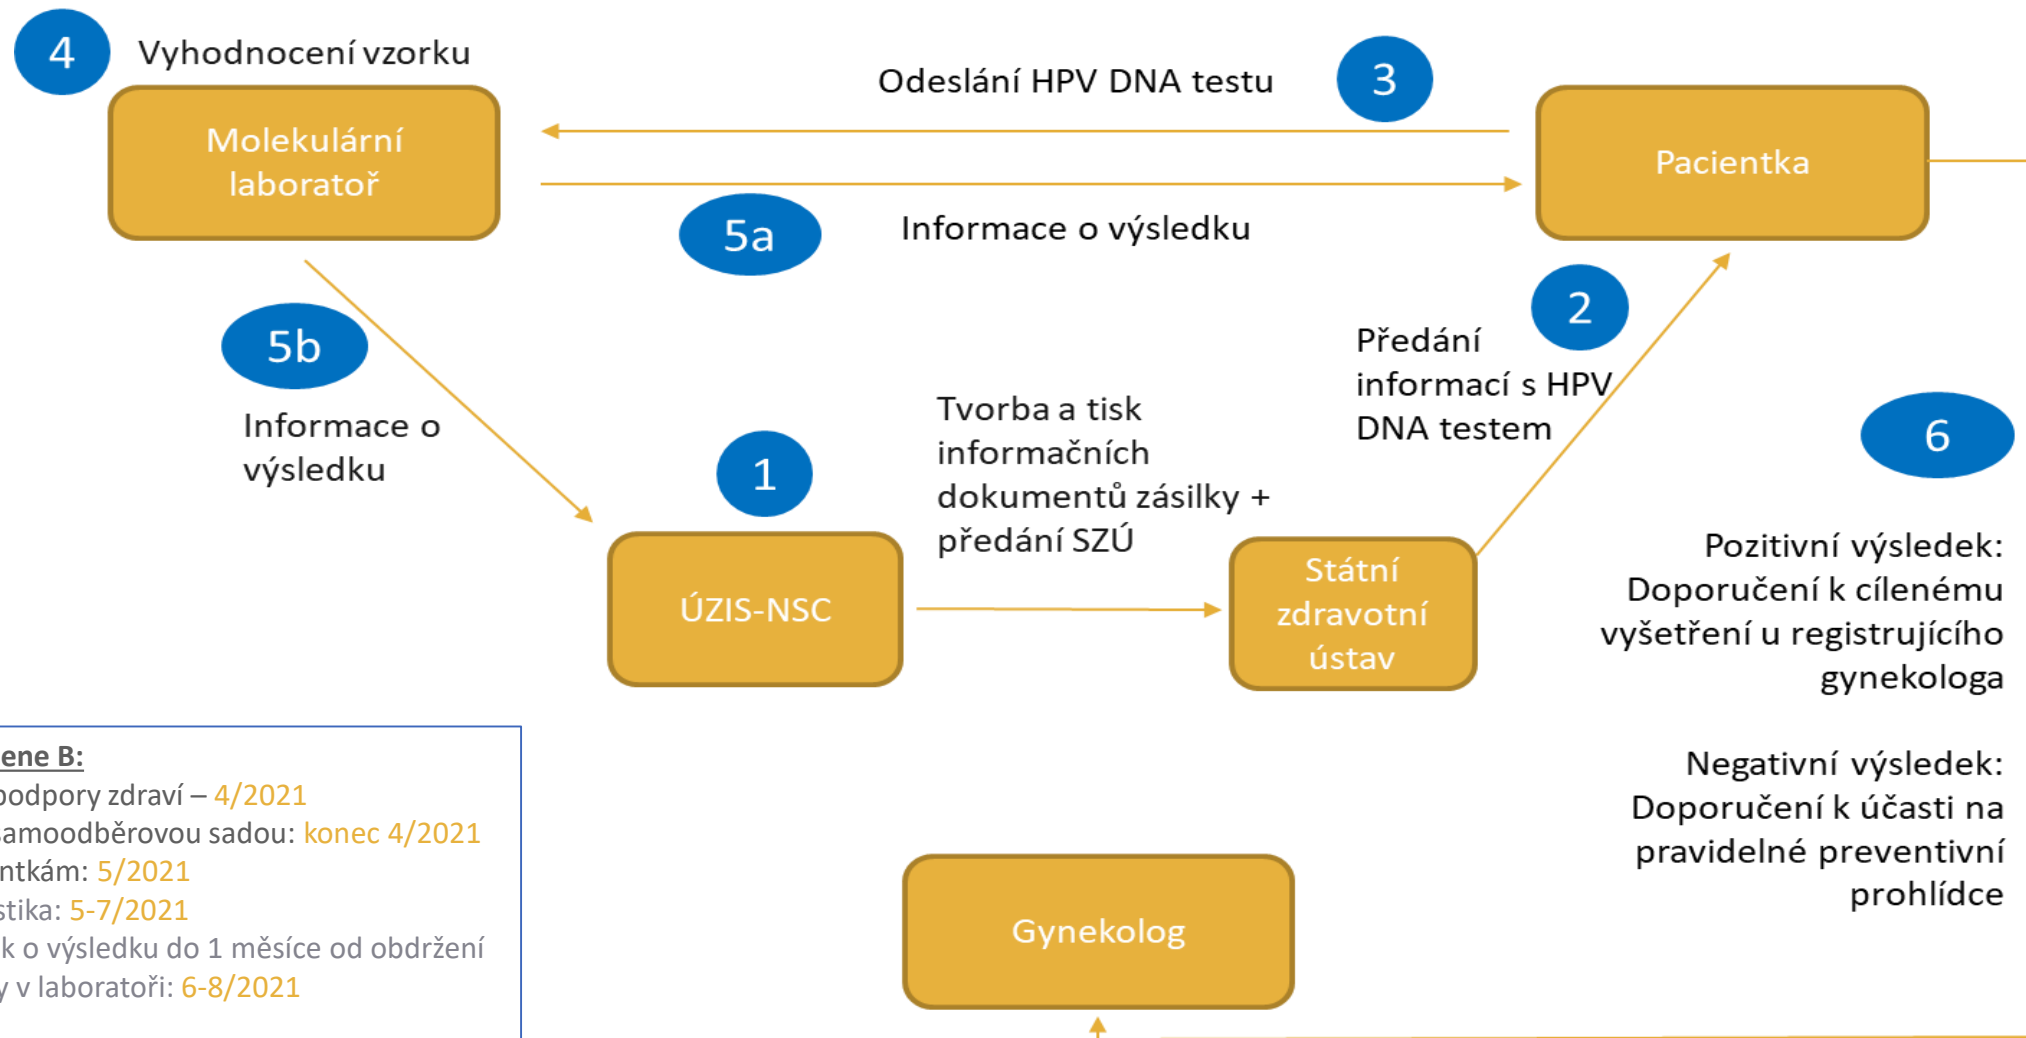 4
Vyhodnocení vzorku
Molekulární
laboratoř
Odeslání HPV DNA testu
3
Pacientka
5a
Informace o výsledku
5b
Informace o
výsledku
2
Předání
informací s HPV
DNA testem
1
Tvorba a tisk
informačních
dokumentů zásilky +
předání SZÚ
ÚZIS-NSC
Státní
zdravotní
ústav
6
Pozitivní výsledek:
Doporučení k cílenému
vyšetření u registrujícího
gynekologa
Negativní výsledek:
Doporučení k účasti na
pravidelné preventivní
prohlídce
ene B:
podpory zdraví – 4/2021
samoodběrovou sadou: konec 4/2021
ntkám: 5/2021
stika: 5-7/2021
k o výsledku do 1 měsíce od obdržení
y v laboratoři: 6-8/2021
Gynekolog